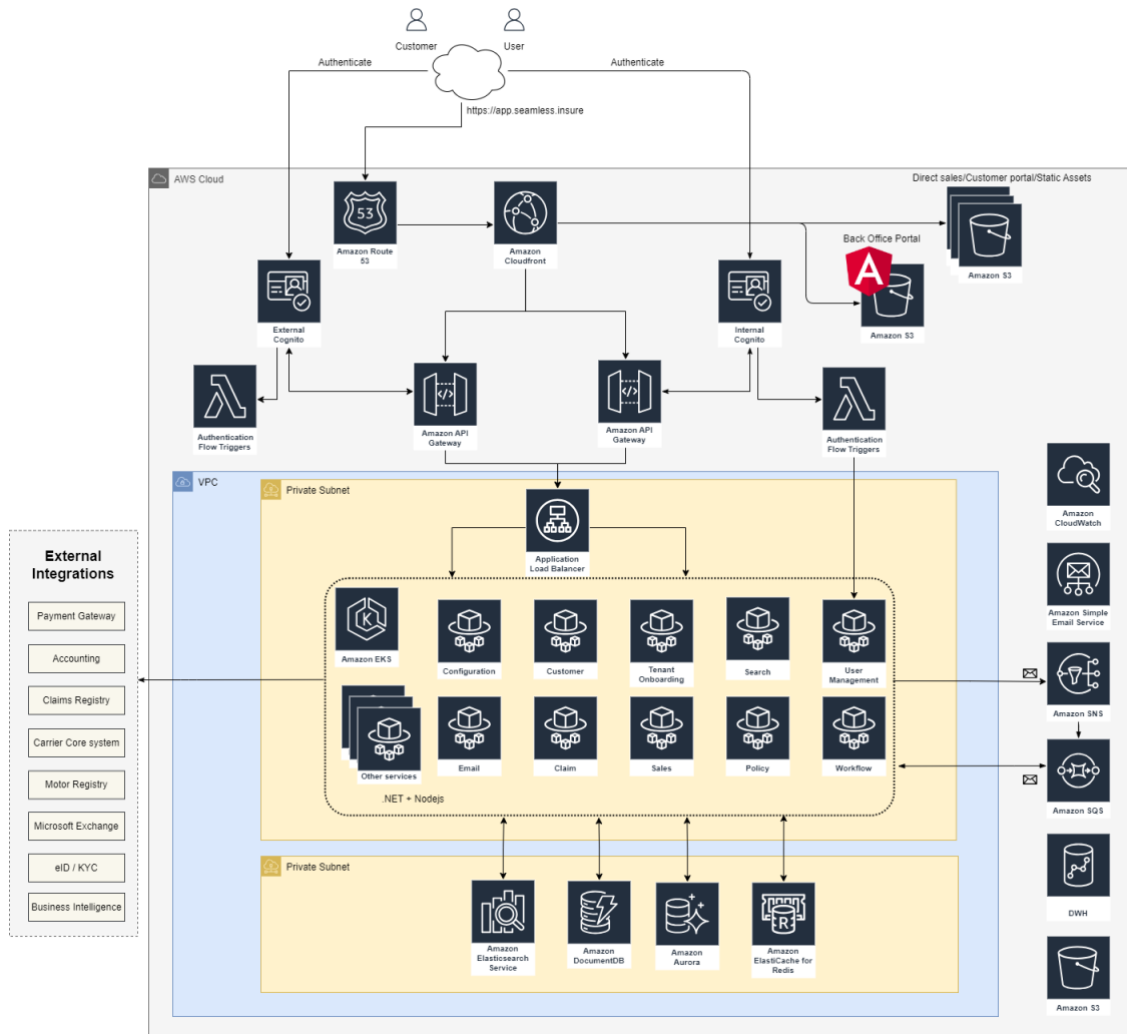 Customer
User
Authenticate
Authenticate
https://app.seamless.insure
AWS Cloud
Direct sales/Customer portal/Static Assets
53
Amazon Route
53
Amazon
Cloudfront
Back Office Portal
A
Amazon S3
Amazon S3
External
Cognito
Internal
Cognito
Authentication
Flow Triggers
Amazon API
Gateway
Amazon API
Gateway
Authentication
Flow Triggers
VPC
Private Subnet
Application
Load Balancer
Amazon
CloudWatch
External
Integrations
Payment Gateway
Accounting
Claims Registry
Carrier Core system
Motor Registry
Microsoft Exchange
eID / KYC
Business Intelligence
K
Amazon EKS
Configuration
Customer
Tenant
Onboarding
Search
User
Management
Other services
Email
Claim
Sales
Policy
Workflow
.NET + Nodejs
Amazon Simple
Email Service
Amazon SNS
Amazon SQS
DWH
Amazon S3
Private Subnet
Amazon
Elasticsearch
Service
Amazon
DocumentDB
Amazon
Aurora
R
Amazon
ElastiCache for
Redis